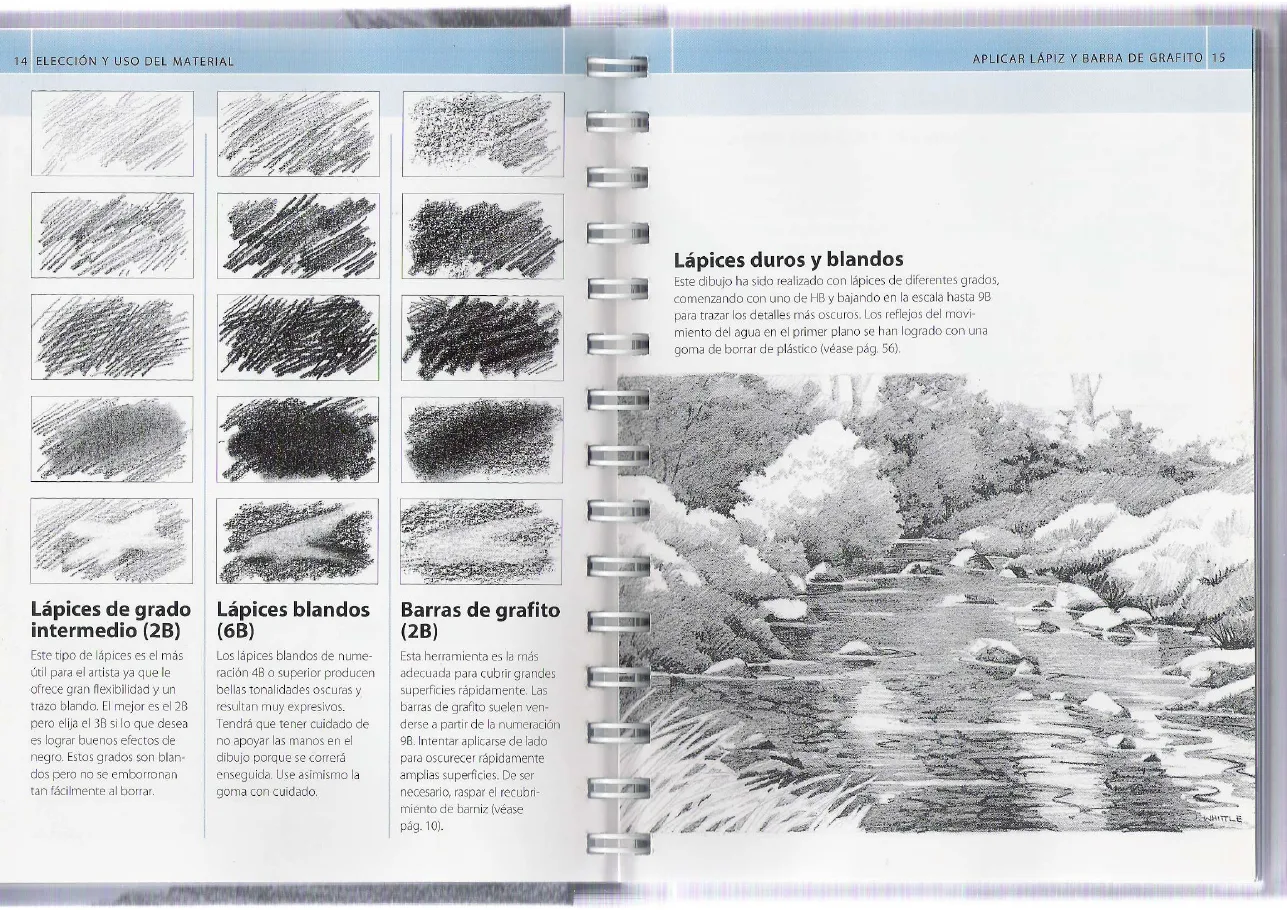 14 ELECCIÓN Y USO DEL MATERIAL
Lápices de grado
intermedio (2B)
Este tipo de lápices es el más
útil para el artista ya que le
ofrece gran flexibilidad y un
trazo blando. El mejor es el 2B
pero elija el 3B si lo que desea
es lograr buenos efectos de
negro. Estos grados son blan-
dos pero no se emborronan
tan fácilmente al borrar.
Lápices blandos
(6B)
Los lápices blandos de nume-
ración 4B o superior producen
bellas tonalidades oscuras y
resultan muy expresivos.
Tendrá que tener cuidado de
no apoyar las manos en el
dibujo porque se correrá
enseguida. Use asimismo la
goma con cuidado.
Barras de grafito
(2B)
Esta herramienta es la más
adecuada para cubrir grandes
superficies rápidamente. Las
barras de grafito suelen ven-
derse a partir de la numeración
9B. Intentar aplicarse de lado
para oscurecer rápidamente
amplias superficies. De ser
necesario, raspar el recubri-
miento de barniz (véase
pág. 10).
APLICAR LÁPIZ Y BARRA DE GRAFITO 15
Lápices duros y blandos
Este dibujo ha sido realizado con lápices de diferentes grados,
comenzando con uno de HB y bajando en la escala hasta 9B
para trazar los detalles más oscuros. Los reflejos del movi-
miento del agua en el primer plano se han logrado con una
goma de borrar de plástico (véase pág. 56).
WHITTLE